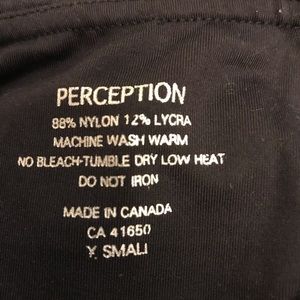 PERCEPTION
88% NYLON 12% LYCRA
MACHINE WASH WARM
NO BLEACH-TUMBLE DRY LOW HEAT
DO NOT IRON
MADE IN CANADA
CA 41650
X SMALL